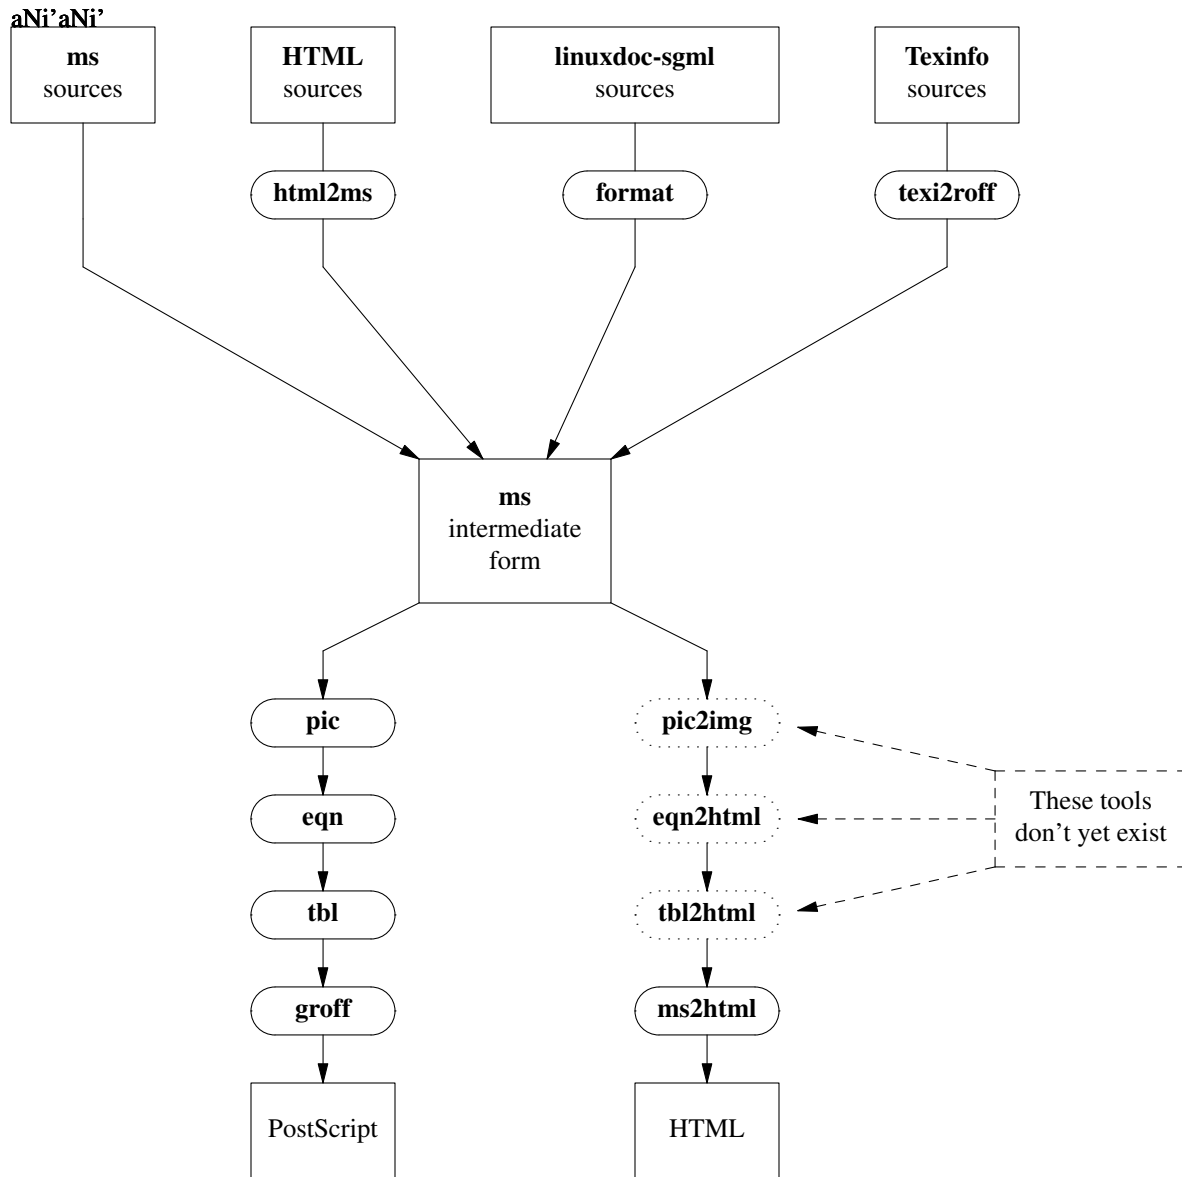 aNi’aNi’
ms
sources
HTML
sources
linuxdoc-sgml
sources
Texinfo
sources
html2ms
format
texi2roff
ms
intermediate
form
pic
pic2img
eqn
eqn2html
These tools
don’t yet exist
tbl
tbl2html
groff
ms2html
PostScript
HTML